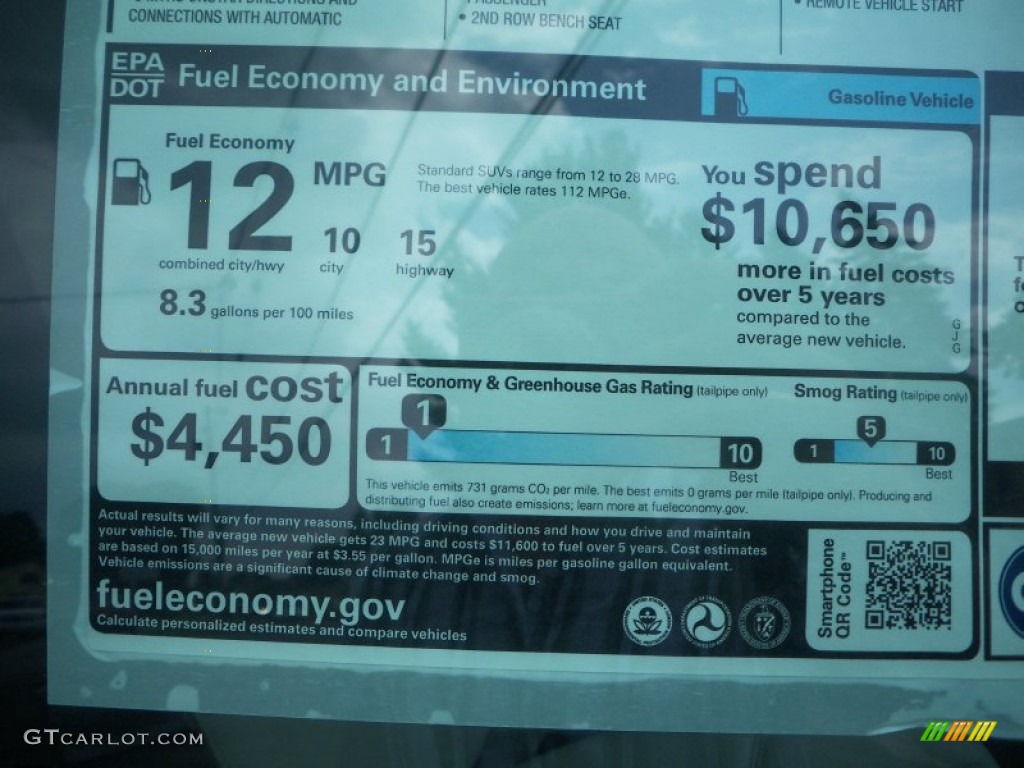 CONNECTIONS WITH AUTOMATIC
PASSENGER
• 2ND ROW BENCH SEAT
• REMOTE VEHICLE START
EPA
DOT
Fuel Economy and Environment
Gasoline Vehicle
Fuel Economy
12 MPG
combined city/hwy
10
city
15
highway
8.3 gallons per 100 miles
Standard SUVs range from 12 to 28 MPG.
The best vehicle rates 112 MPGe.
You spend
$10,650
more in fuel costs
over 5 years
compared to the
average new vehicle.
G
J
G
Annual fuel cost
$4,450
Fuel Economy & Greenhouse Gas Rating (tailpipe only)
1
1
10
Best
Smog Rating (tailpipe only)
5
1
10
Best
This vehicle emits 731 grams CO₂ per mile. The best emits 0 grams per mile (tailpipe only). Producing and
distributing fuel also create emissions; learn more at fueleconomy.gov.
Actual results will vary for many reasons, including driving conditions and how you drive and maintain
your vehicle. The average new vehicle gets 23 MPG and costs $11,600 to fuel over 5 years. Cost estimates
are based on 15,000 miles per year at $3.55 per gallon. MPGe is miles per gasoline gallon equivalent.
Vehicle emissions are a significant cause of climate change and smog.
fueleconomy.gov
Calculate personalized estimates and compare vehicles
Smartphone
QR Code™
GTCARLOT.COM